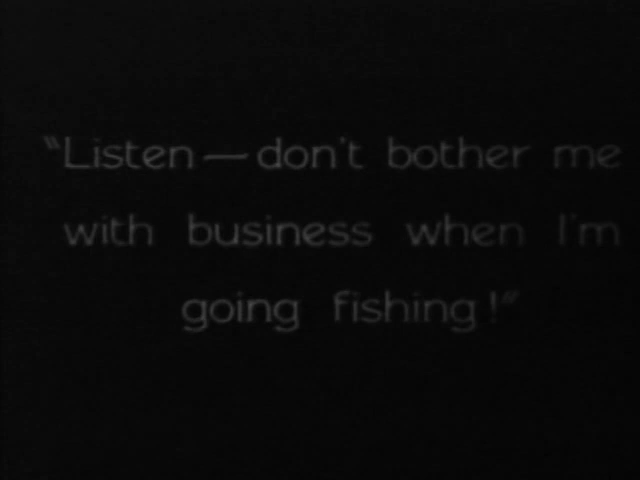 "Listen — don't bother me
with business when I'm
going fishing!"